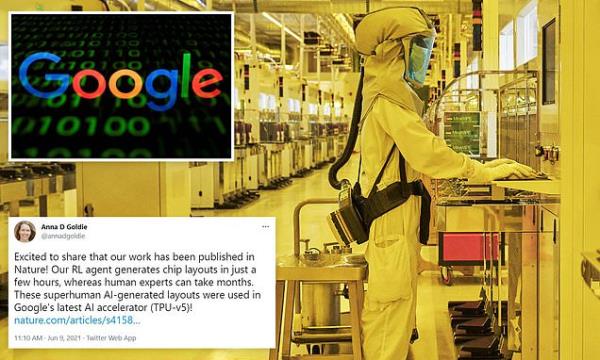 Google
10100
Anna D Goldie
@annadgoldie
Excited to share that our work has been published in
Nature! Our RL agent generates chip layouts in just a
few hours, whereas human experts can take months.
These superhuman AI-generated layouts were used in
Google's latest AI accelerator (TPU-v5)!
nature.com/articles/s4158...
11:10 AM · Jun 9, 2021 · Twitter Web App